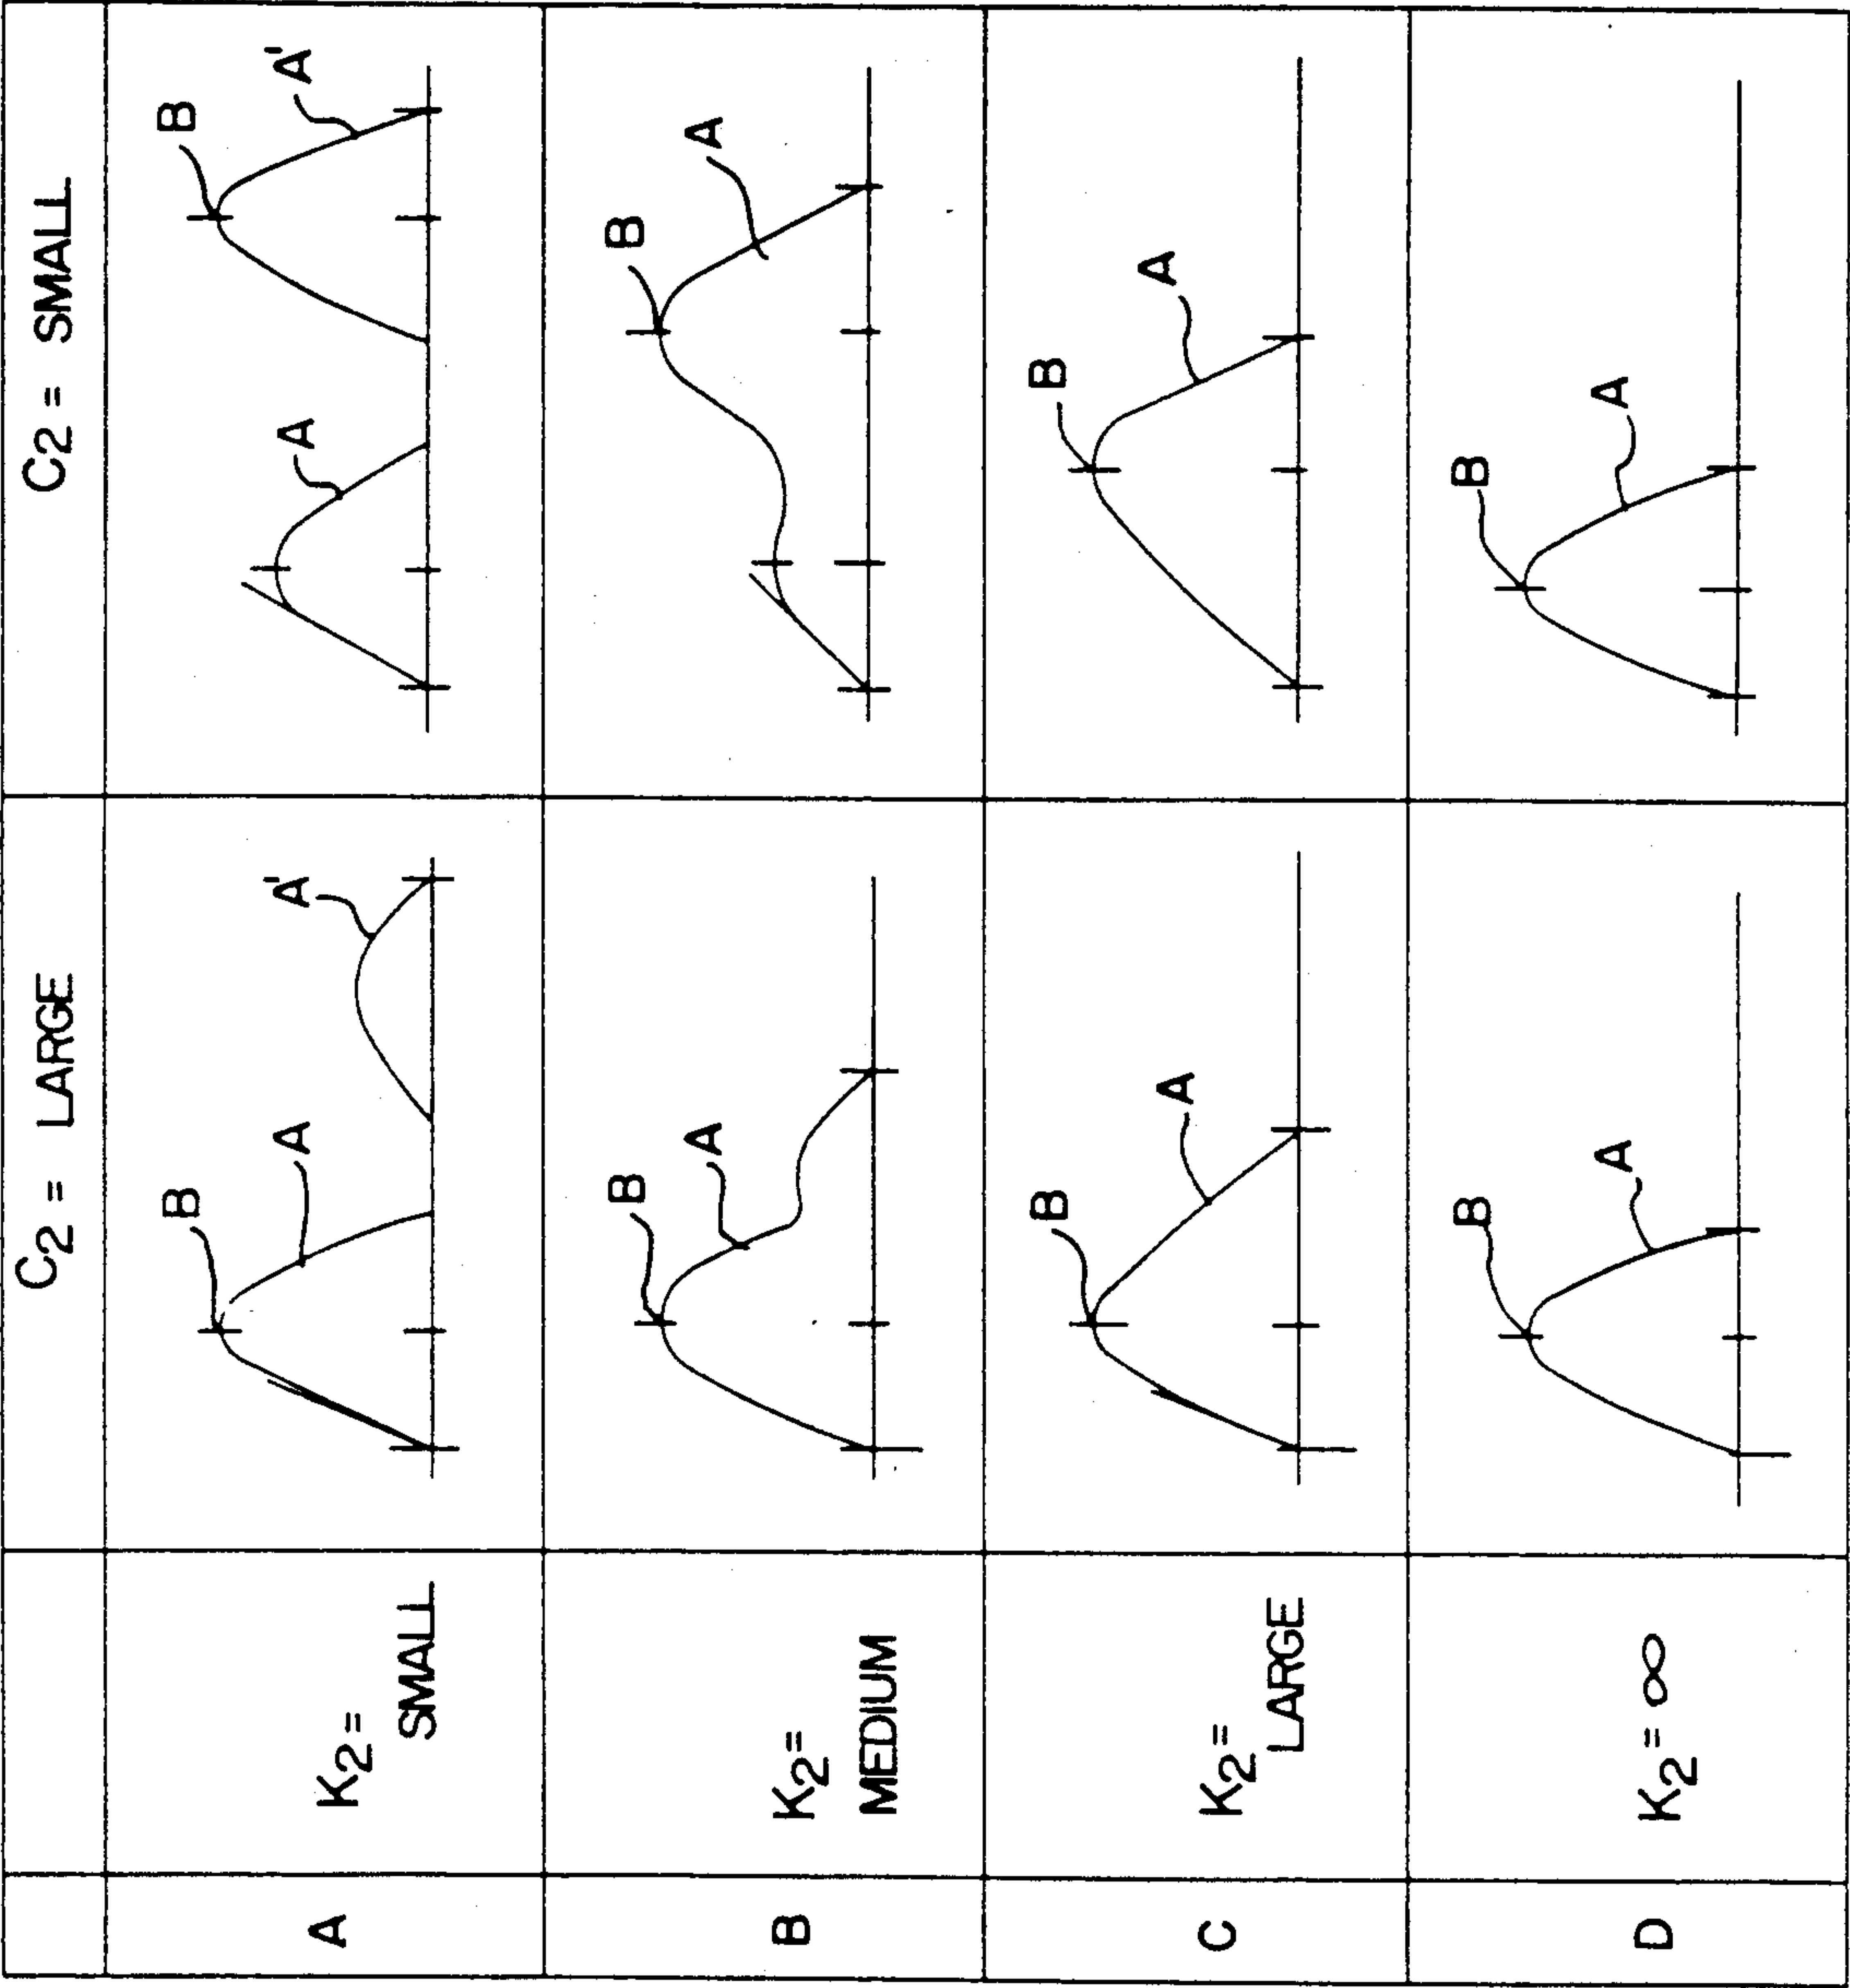 C₂ = LARGE
C₂ = SMALL
A
K₂ =
SMALL
B
A
A'
A
B
A'
B
K₂ =
MEDIUM
B
A
B
A
C
K₂ =
LARGE
B
A
B
A
D
K₂ = ∞
B
A
B
A